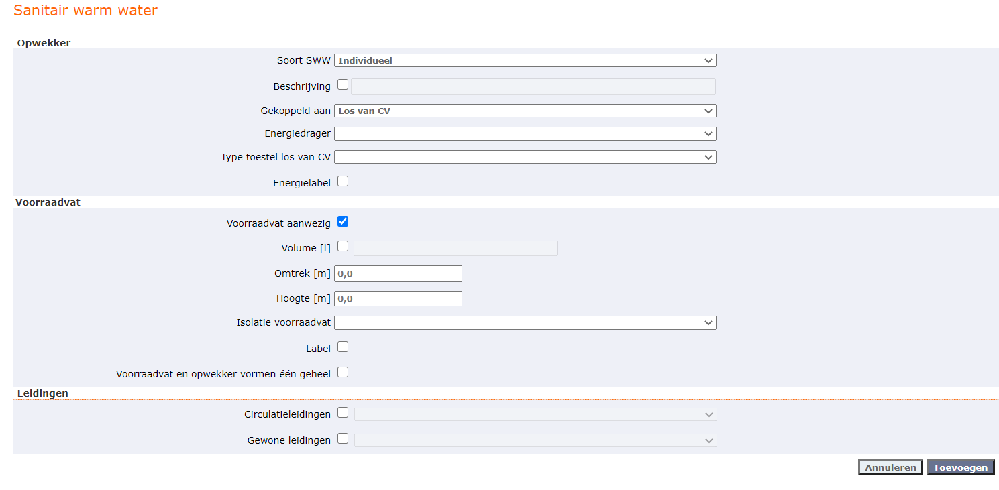 Sanitair warm water
Opwekker
Soort SWW Individueel
Beschrijving
Gekoppeld aan Los van CV
Energiedrager
Type toestel los van CV
Energielabel
Voorraadvat
Voorraadvat aanwezig
Volume [l]
Omtrek [m] 0,0
Hoogte [m] 0,0
Isolatie voorraadvat
Label
Voorraadvat en opwekker vormen één geheel
Leidingen
Circulatieleidingen
Gewone leidingen
Annuleren Toevoegen